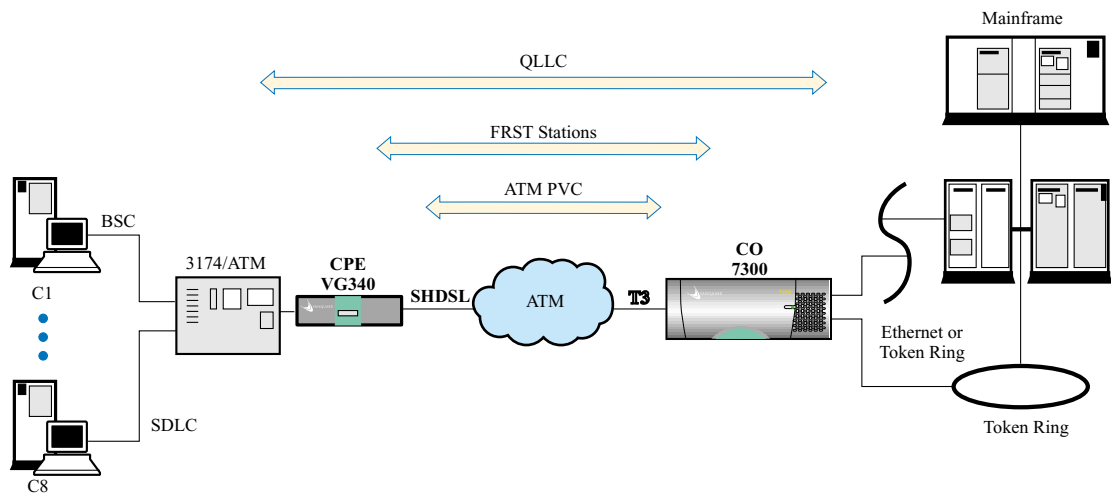 Mainframe
QLLC
FRST Stations
ATM PVC
BSC
3174/ATM
CPE
VG340
CO
7300
C1
SHDSL
ATM
T3
Ethernet or
Token Ring
SDLC
Token Ring
C8